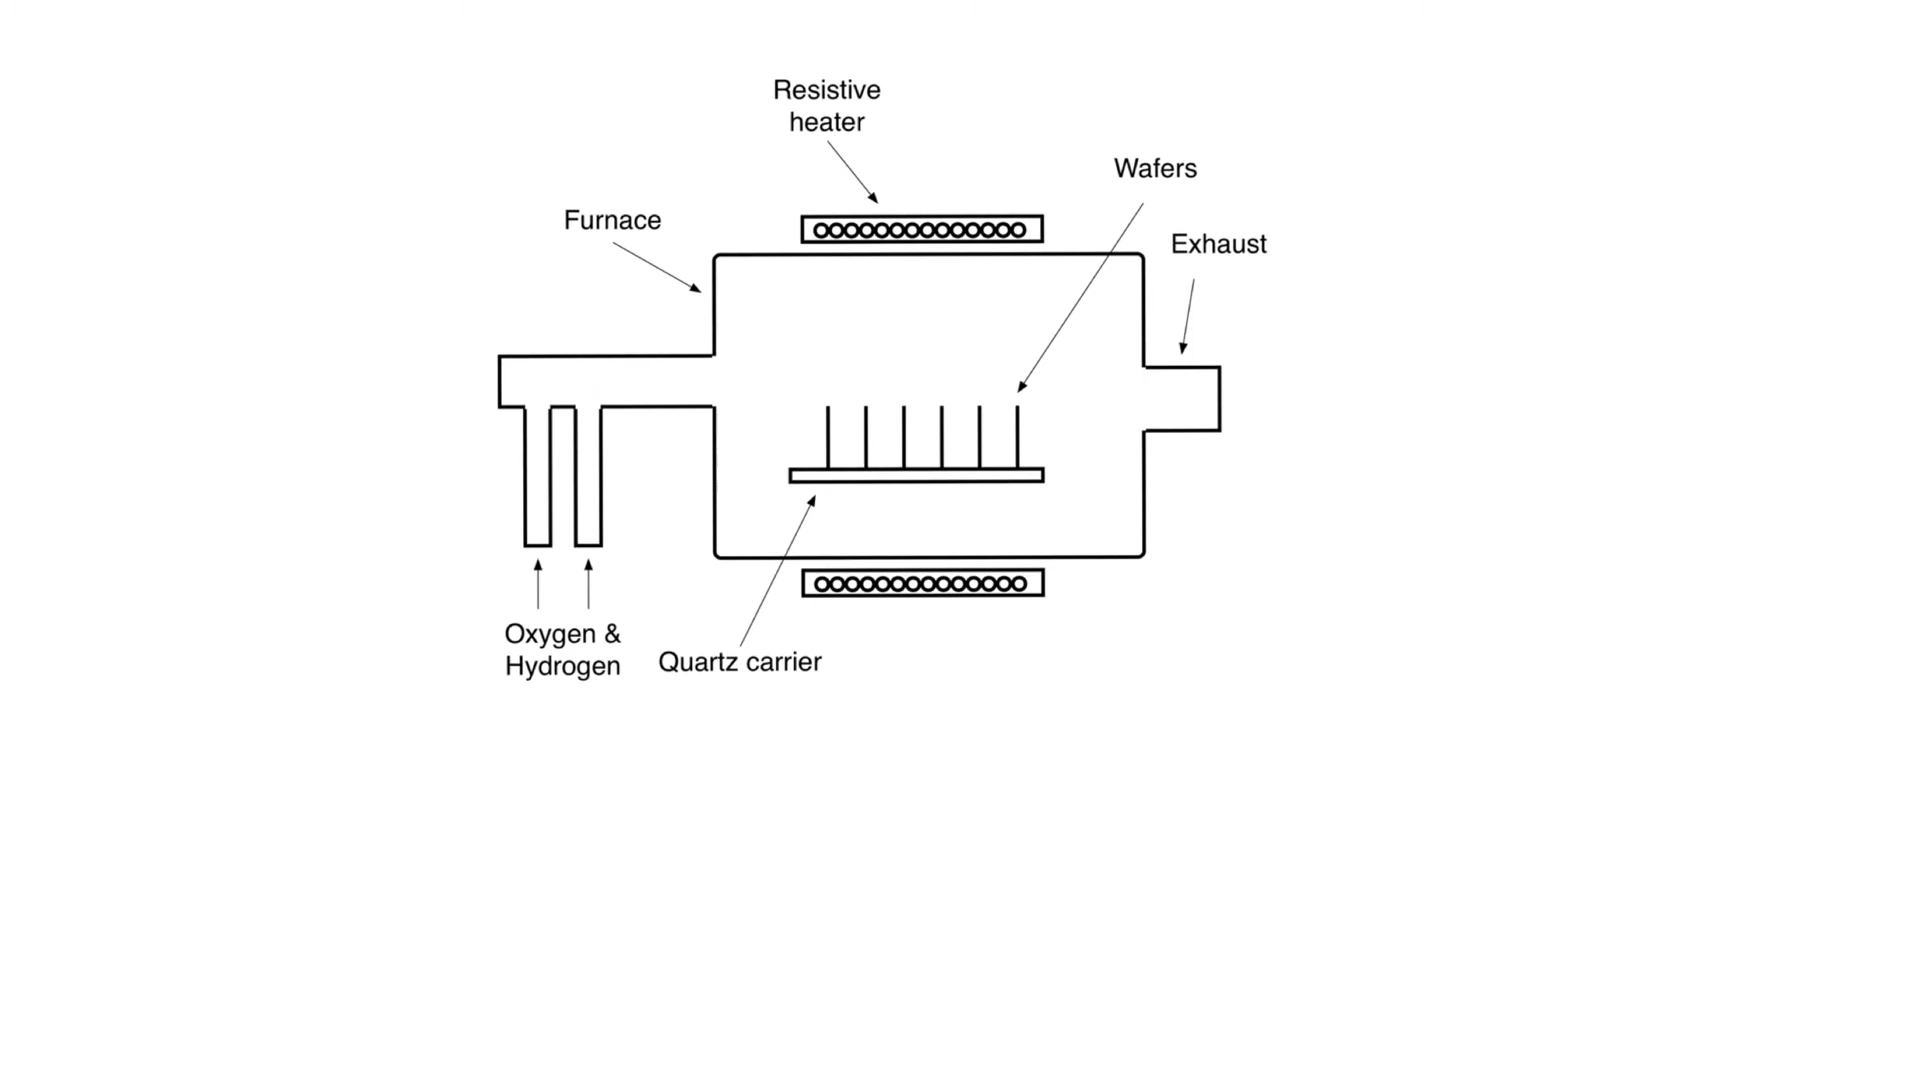 Resistive
heater
Wafers
Furnace
Exhaust
Oxygen &
Hydrogen
Quartz carrier